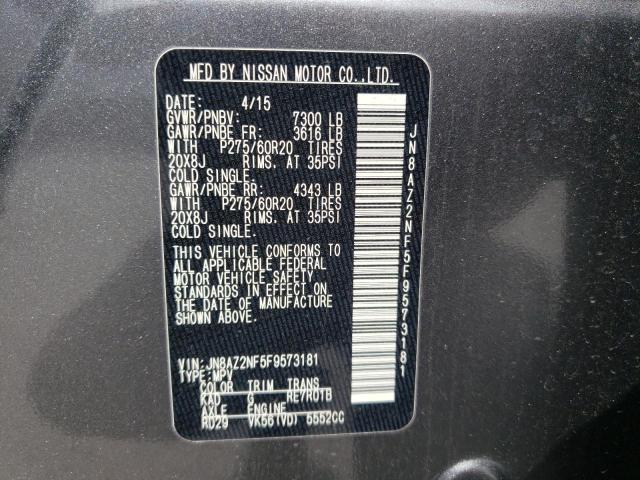 MFD BY NISSAN MOTOR CO.,LTD.
DATE: 4/15
GVWR/PNBV: 7300 LB
GAWR/PNBE FR: 3616 LB
WITH P275/60R20 TIRES
20X8J RIMS. AT 35PSI
COLD SINGLE.
GAWR/PNBE RR: 4343 LB
WITH P275/60R20 TIRES
20X8J RIMS. AT 35PSI
COLD SINGLE.
THIS VEHICLE CONFORMS TO
ALL APPLICABLE FEDERAL
MOTOR VEHICLE SAFETY
STANDARDS IN EFFECT ON
THE DATE OF MANUFACTURE
SHOWN ABOVE.
VIN:JN8AZ2NF5F9573181
TYPE:MPV
COLOR TRIM TRANS
KAD G RE7R01B
AXLE ENGINE
RD29 VK56(VD) 5552CC
JN8AZ2NF5F9573181